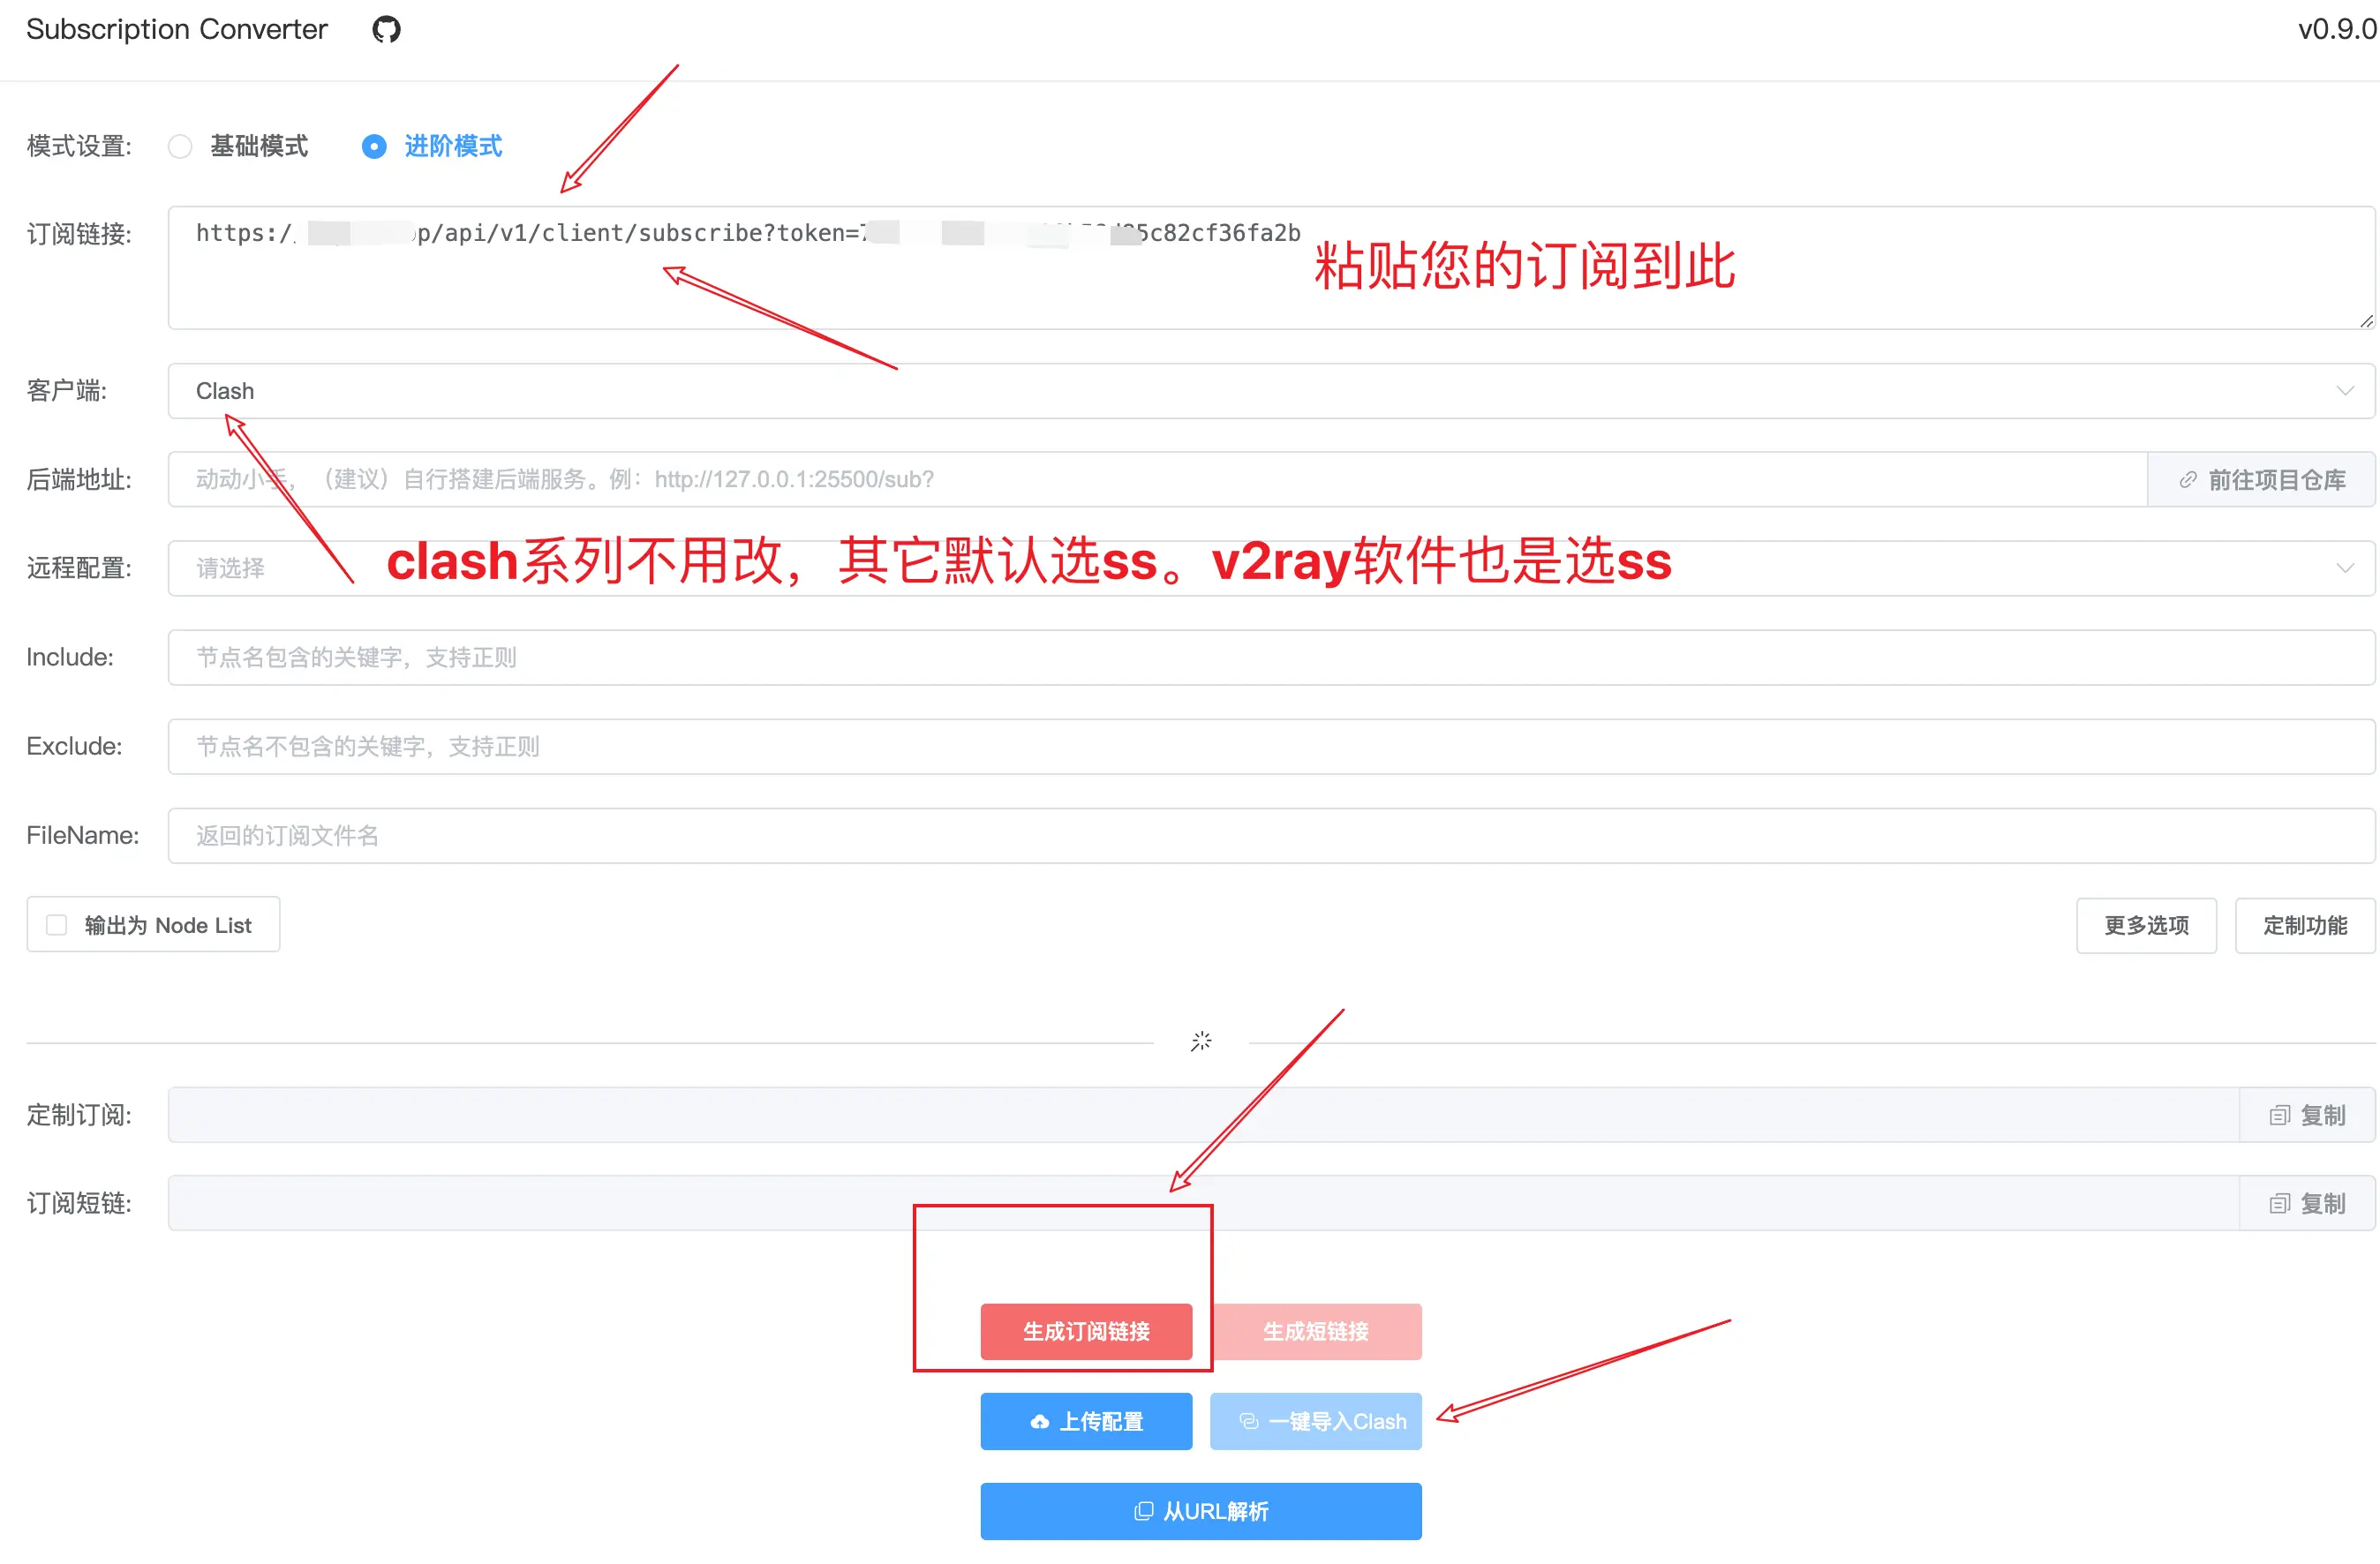 Subscription Converter
v0.9.0
模式设置:
基础模式
进阶模式
订阅链接:
https:/ p/api/v1/client/subscribe?token= 5c82cf36fa2b
粘贴您的订阅到此
客户端:
Clash
后端地址:
动动小手，（建议）自行搭建后端服务。例：http://127.0.0.1:25500/sub?
前往项目仓库
远程配置:
请选择
clash系列不用改，其它默认选ss。v2ray软件也是选ss
Include:
节点名包含的关键字，支持正则
Exclude:
节点名不包含的关键字，支持正则
FileName:
返回的订阅文件名
输出为 Node List
更多选项
定制功能
定制订阅:
复制
订阅短链:
复制
生成订阅链接
生成短链接
上传配置
一键导入Clash
从URL解析